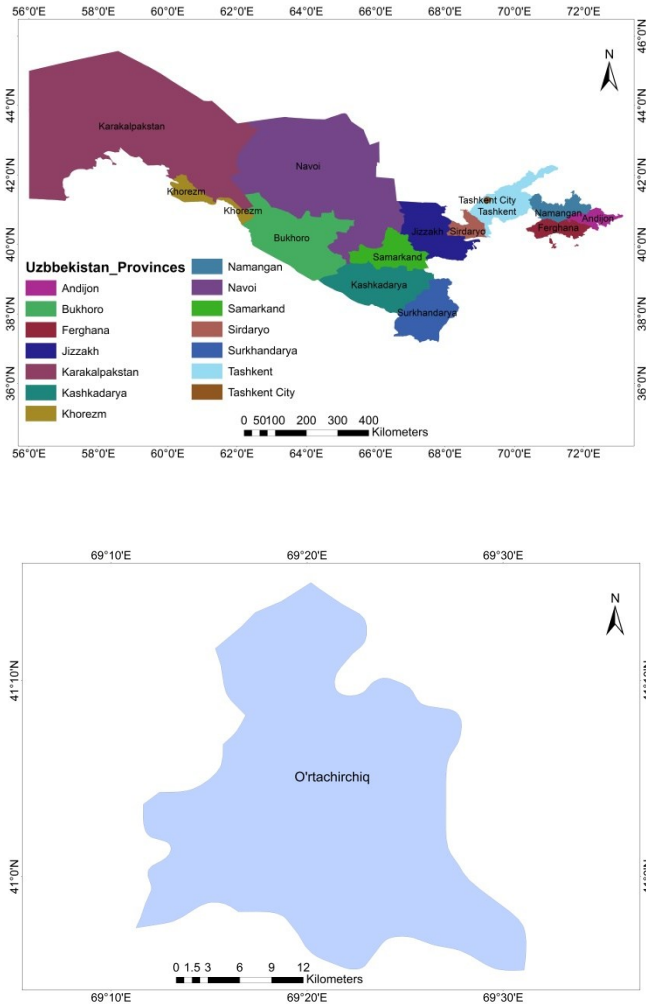 56°0'E 58°0'E 60°0'E 62°0'E 64°0'E 66°0'E 68°0'E 70°0'E 72°0'E
46°0'N
N
44°0'N 44°0'N
Karakalpakstan
Navoi
42°0'N 42°0'N
Khorezm
Tashkent City
Tashkent
Khorezm
Namangan
Andijon
Bukhoro
Jizzakh
Sirdaryo
Ferghana
40°0'N 40°0'N
Samarkand
Kashkadarya
Surkhandarya
38°0'N 38°0'N
36°0'N 36°0'N
Uzbbekistan_Provinces
Andijon
Bukhoro
Ferghana
Jizzakh
Karakalpakstan
Kashkadarya
Khorezm
Namangan
Navoi
Samarkand
Sirdaryo
Surkhandarya
Tashkent
Tashkent City
0 50100 200 300 400
Kilometers
56°0'E 58°0'E 60°0'E 62°0'E 64°0'E 66°0'E 68°0'E 70°0'E 72°0'E
69°10'E 69°20'E 69°30'E
N
41°10'N
O'rtachirchiq
41°0'N
0 1.5 3 6 9 12
Kilometers
69°10'E 69°20'E 69°30'E